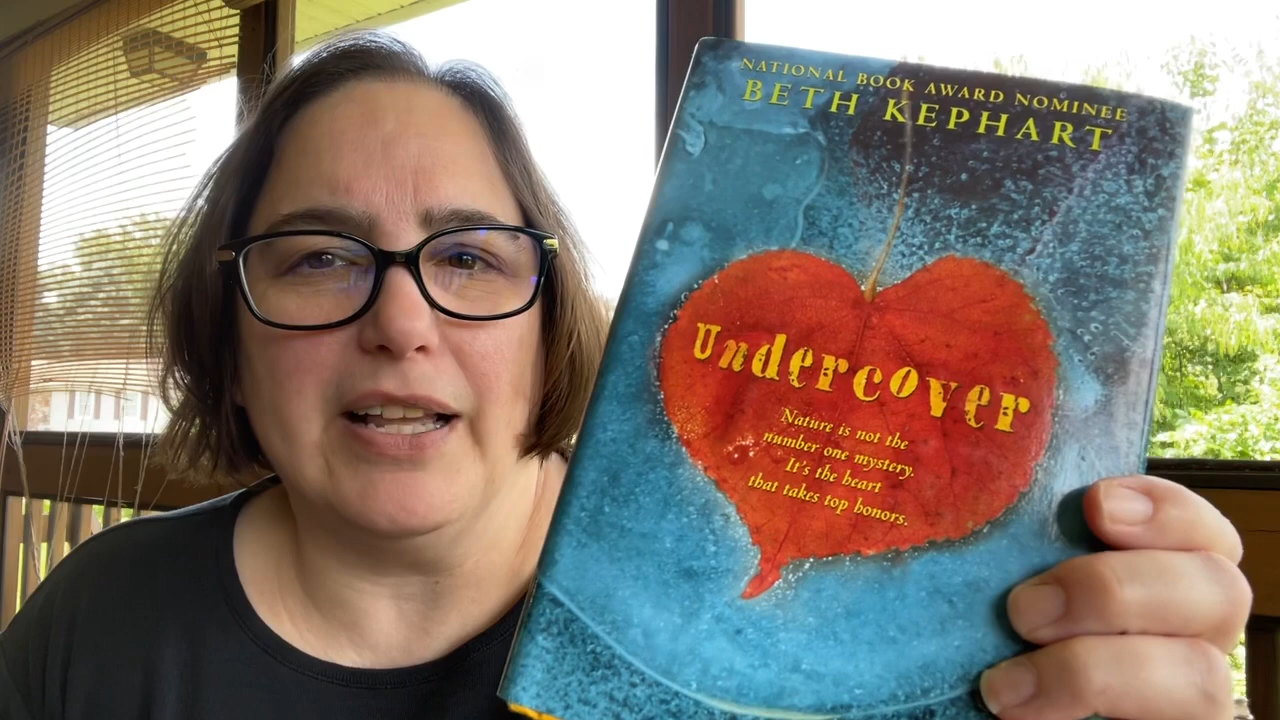 NATIONAL BOOK AWARD NOMINEE
BETH KEPHART
Undercover
Nature is not the
number one mystery.
It's the heart
that takes top honors.